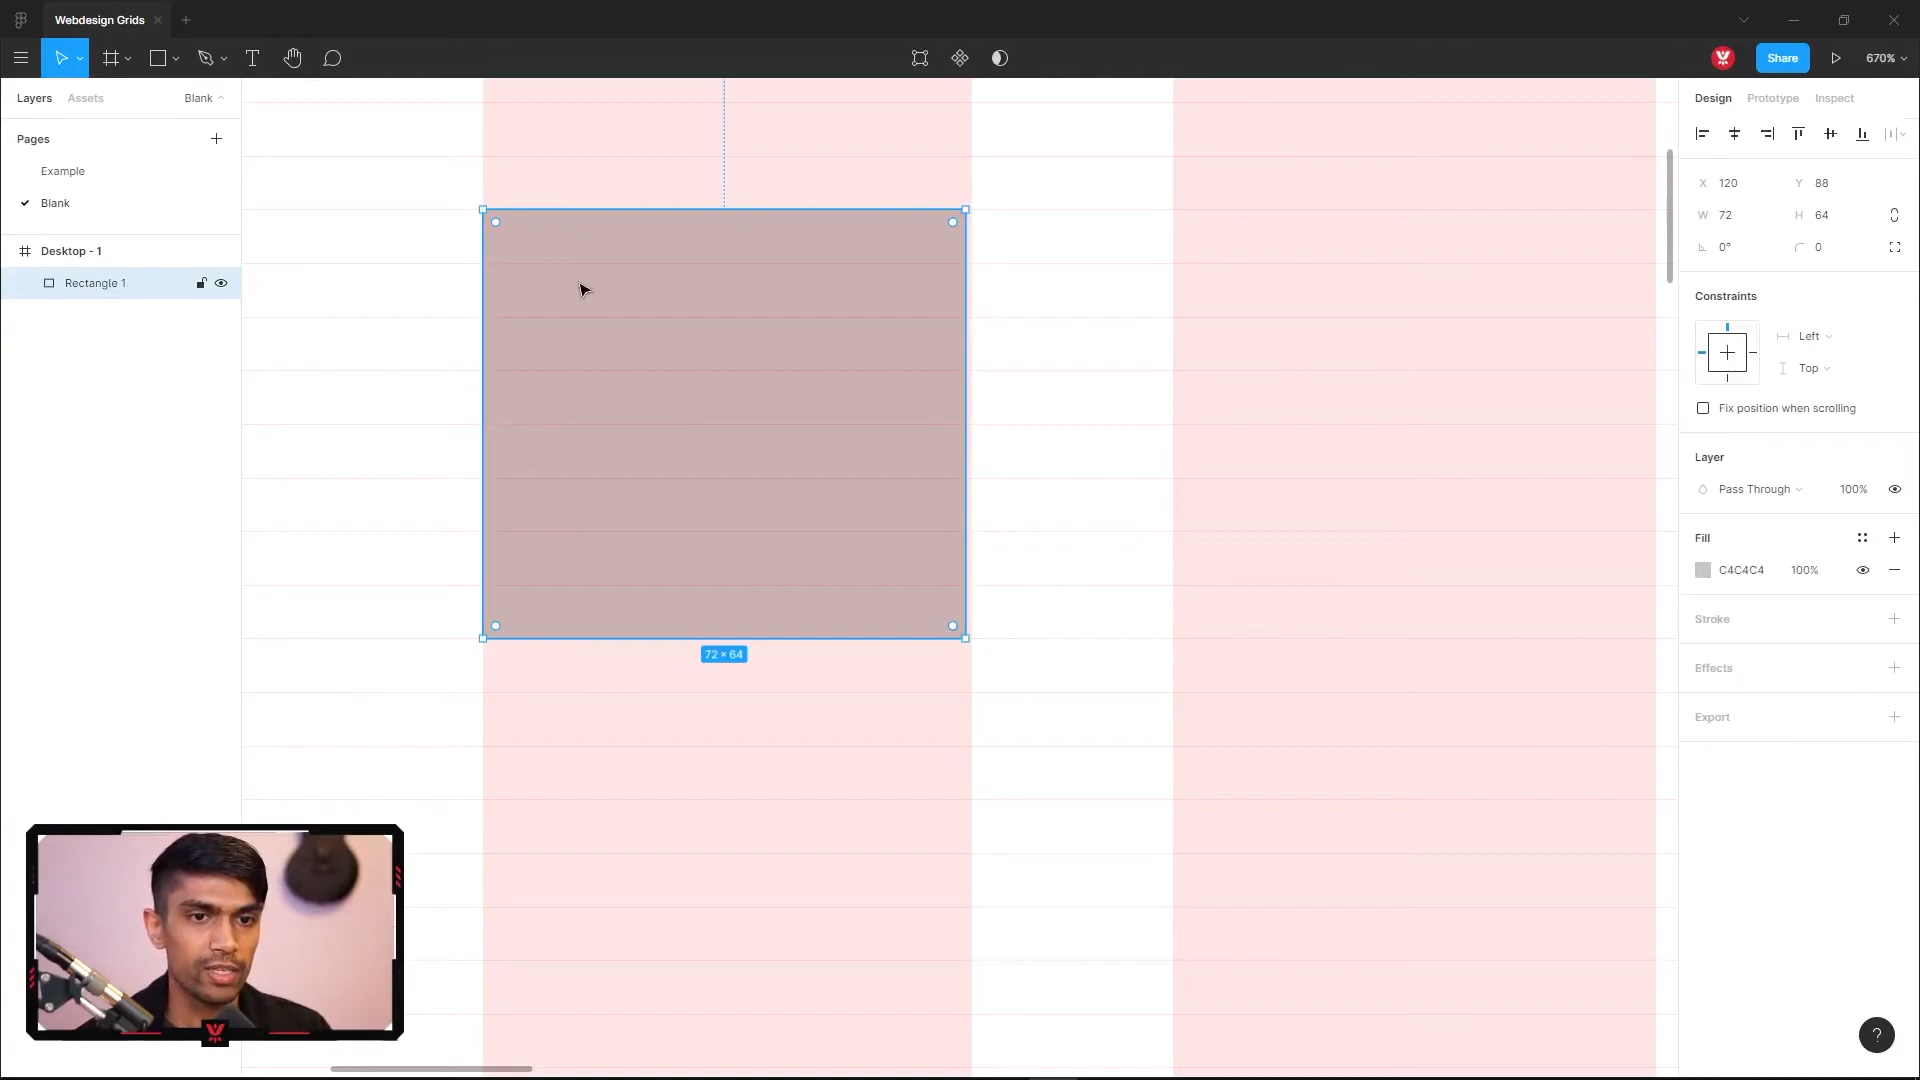 Webdesign Grids
Share
670%
Layers
Assets
Blank
Pages
Example
Blank
Desktop - 1
Rectangle 1
72 × 64
Design
Prototype
Inspect
X 120
Y 88
W 72
H 64
0°
0
Constraints
Left
Top
Fix position when scrolling
Layer
Pass Through
100%
Fill
C4C4C4
100%
Stroke
Effects
Export
?